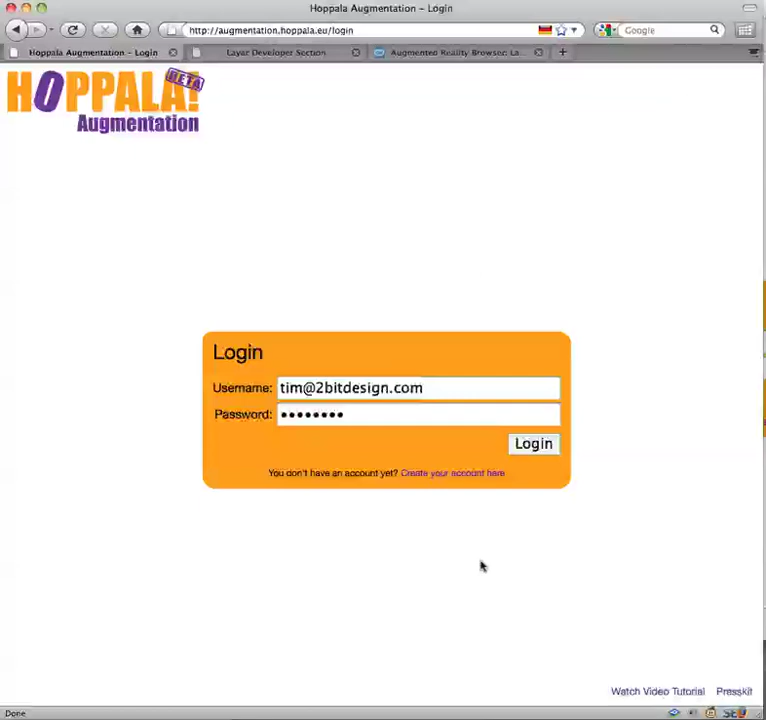 Hoppala Augmentation – Login
http://augmentation.hoppala.eu/login
Google
Hoppala Augmentation – Login
Layar Developer Section
Augmented Reality Browser: La...
HOPPALA!
BETA
Augmentation
Login
Username: tim@2bitdesign.com
Password: ••••••••
Login
You don't have an account yet? Create your account here
Watch Video Tutorial Presskit
Done